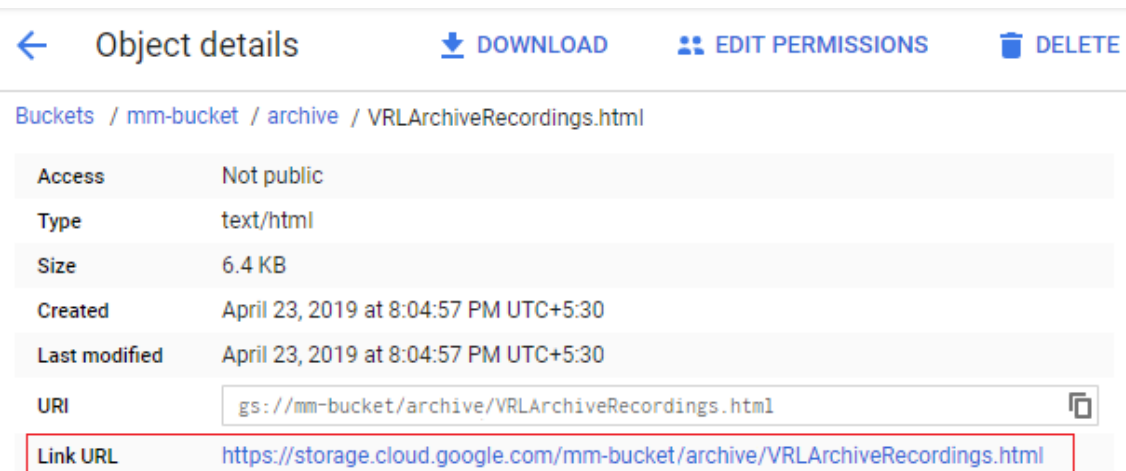 Object details DOWNLOAD EDIT PERMISSIONS DELETE
Buckets / mm-bucket / archive / VRLArchiveRecordings.html
Access Not public
Type text/html
Size 6.4 KB
Created April 23, 2019 at 8:04:57 PM UTC+5:30
Last modified April 23, 2019 at 8:04:57 PM UTC+5:30
URI gs://mm-bucket/archive/VRLArchiveRecordings.html
Link URL https://storage.cloud.google.com/mm-bucket/archive/VRLArchiveRecordings.html